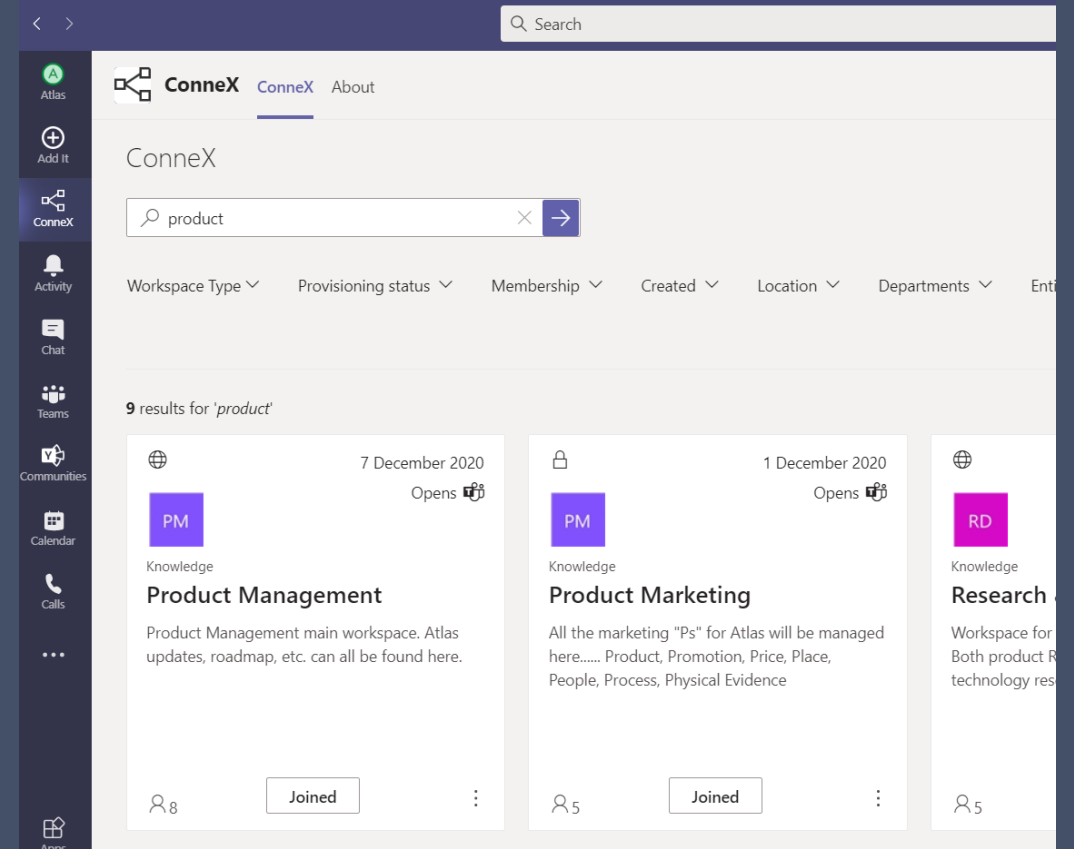 Search
A
Atlas
Add It
ConneX
Activity
Chat
Teams
Communities
Calendar
Calls
ConneX ConneX About
ConneX
product
Workspace Type Provisioning status Membership Created Location Departments
9 results for 'product'
7 December 2020
Opens
PM
Knowledge
Product Management
Product Management main workspace. Atlas
updates, roadmap, etc. can all be found here.
8 Joined
1 December 2020
Opens
PM
Knowledge
Product Marketing
All the marketing "Ps" for Atlas will be managed
here...... Product, Promotion, Price, Place,
People, Process, Physical Evidence
5 Joined
RD
Knowledge
Research
Workspace for
Both product R
technology res
5